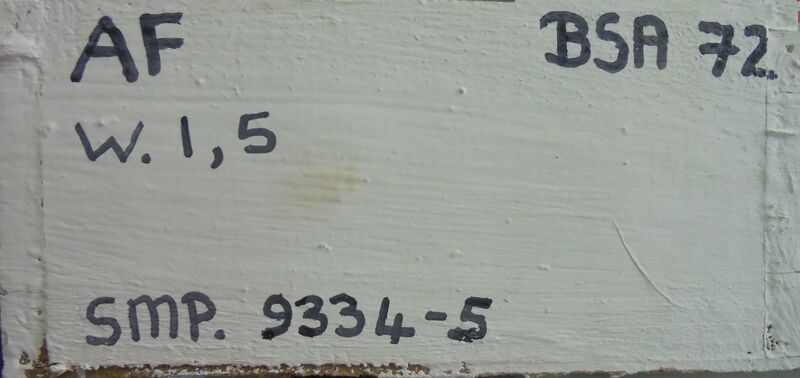 AF BSA 72
W. 1, 5
SMP. 9334-5